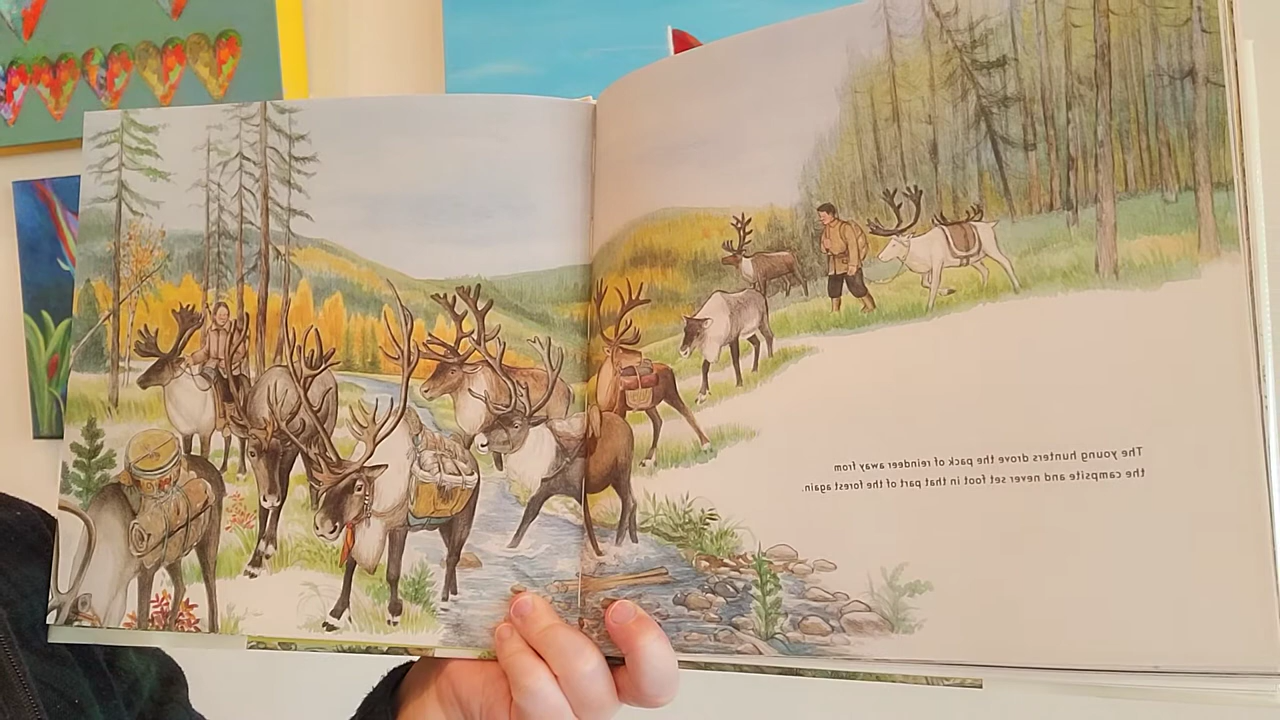 The young hunters drove the pack of reindeer away from
the campsite and never set foot in that part of the forest again.